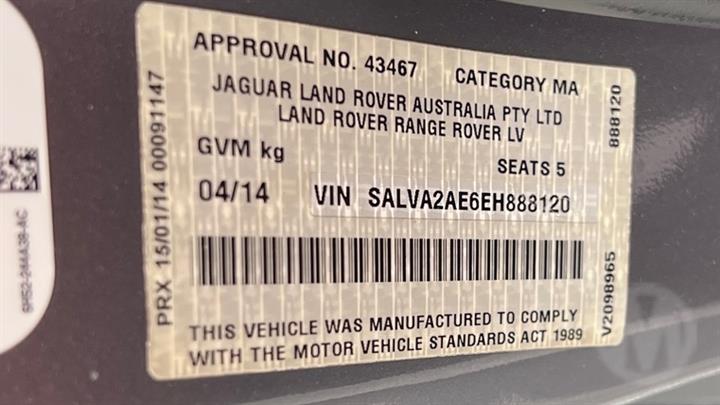 APPROVAL NO. 43467 CATEGORY MA
JAGUAR LAND ROVER AUSTRALIA PTY LTD
LAND ROVER RANGE ROVER LV
GVM kg SEATS 5
04/14 VIN SALVA2AE6EH888120
THIS VEHICLE WAS MANUFACTURED TO COMPLY
WITH THE MOTOR VEHICLE STANDARDS ACT 1989
PRX 15/01/14 00091147
888120
V2098965